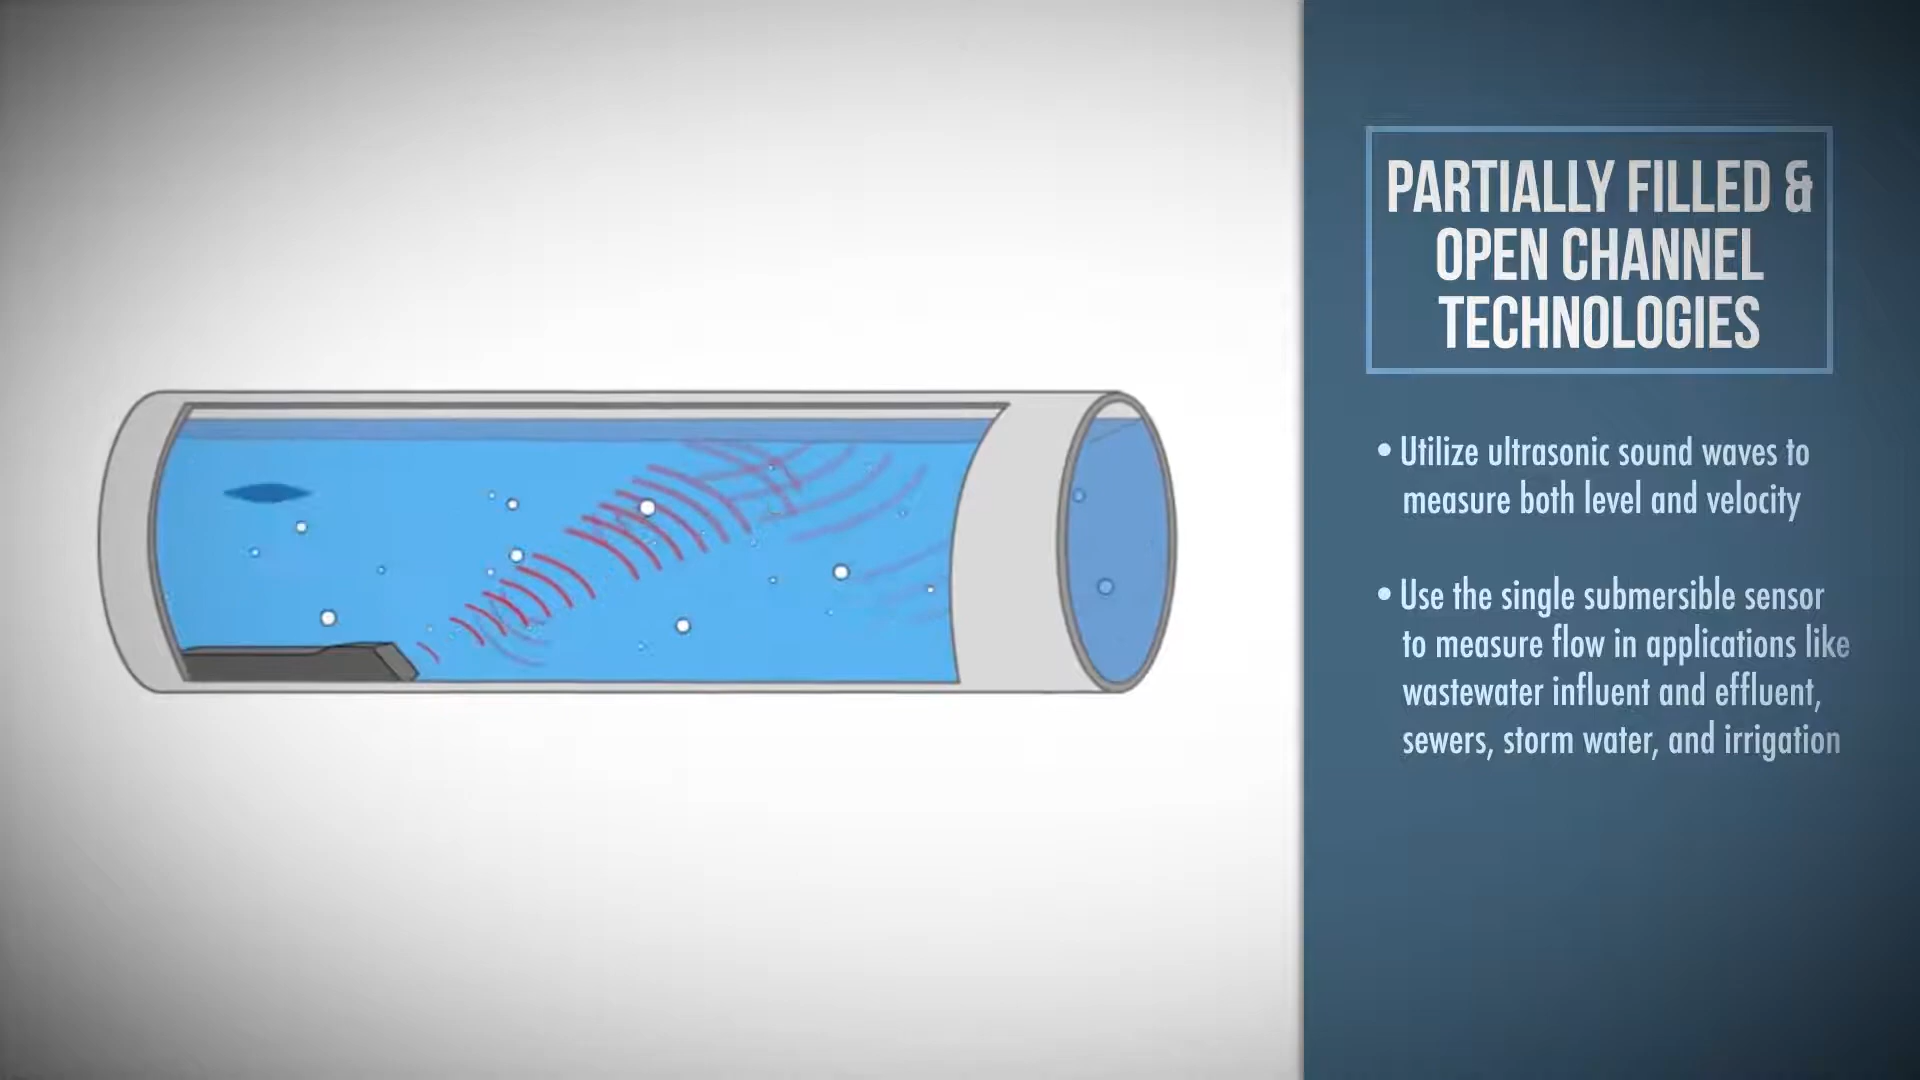 PARTIALLY FILLED &
OPEN CHANNEL
TECHNOLOGIES
• Utilize ultrasonic sound waves to
measure both level and velocity
• Use the single submersible sensor
to measure flow in applications like
wastewater influent and effluent,
sewers, storm water, and irrigation